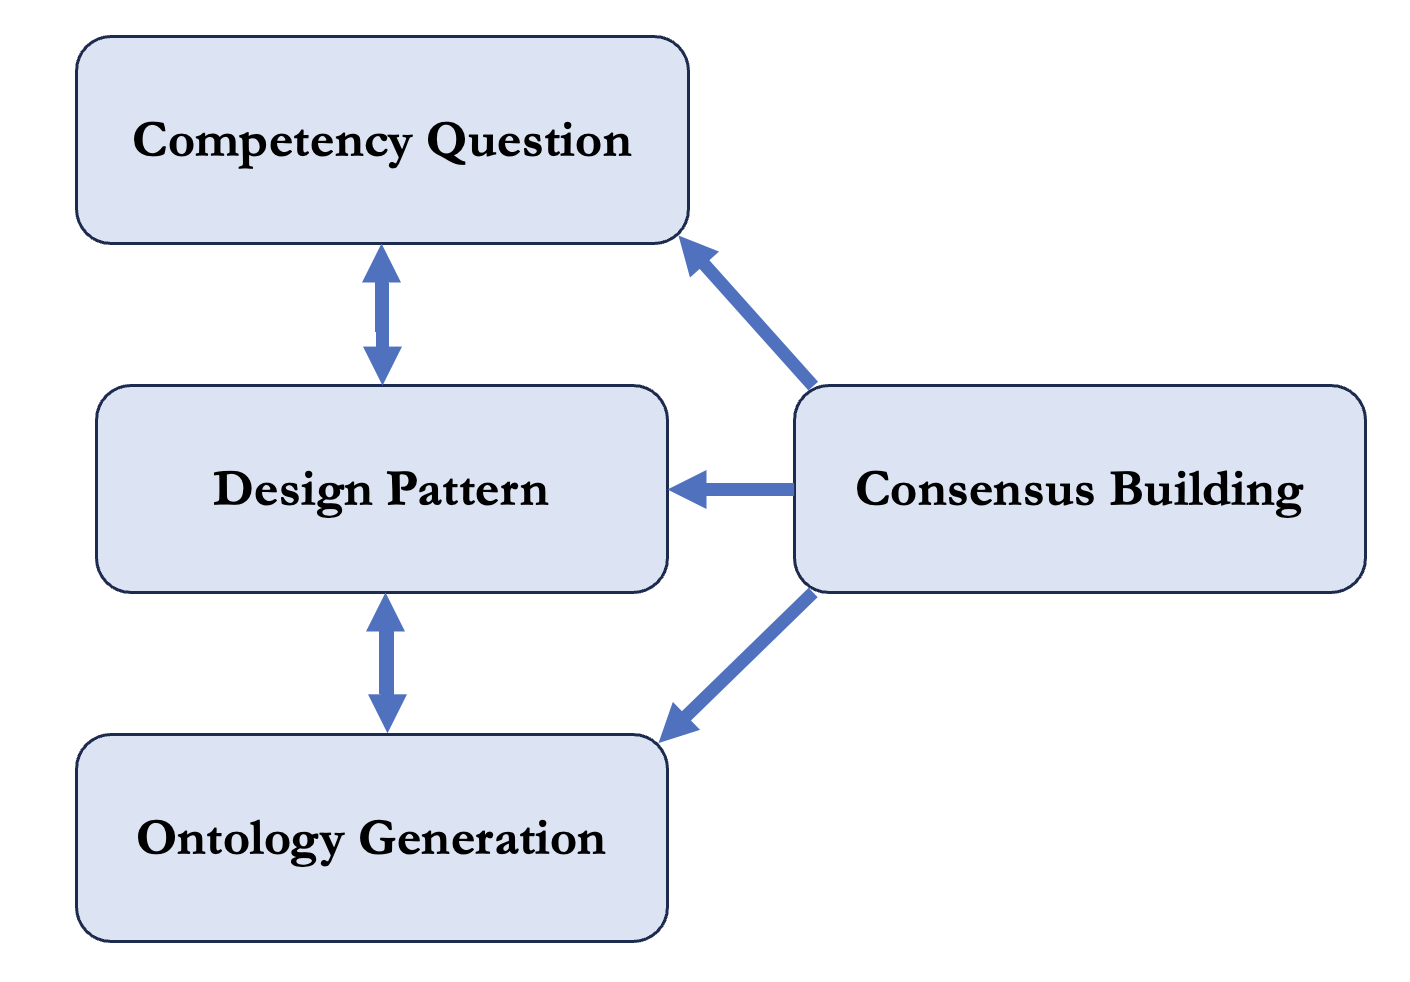 Competency Question
Design Pattern
Consensus Building
Ontology Generation